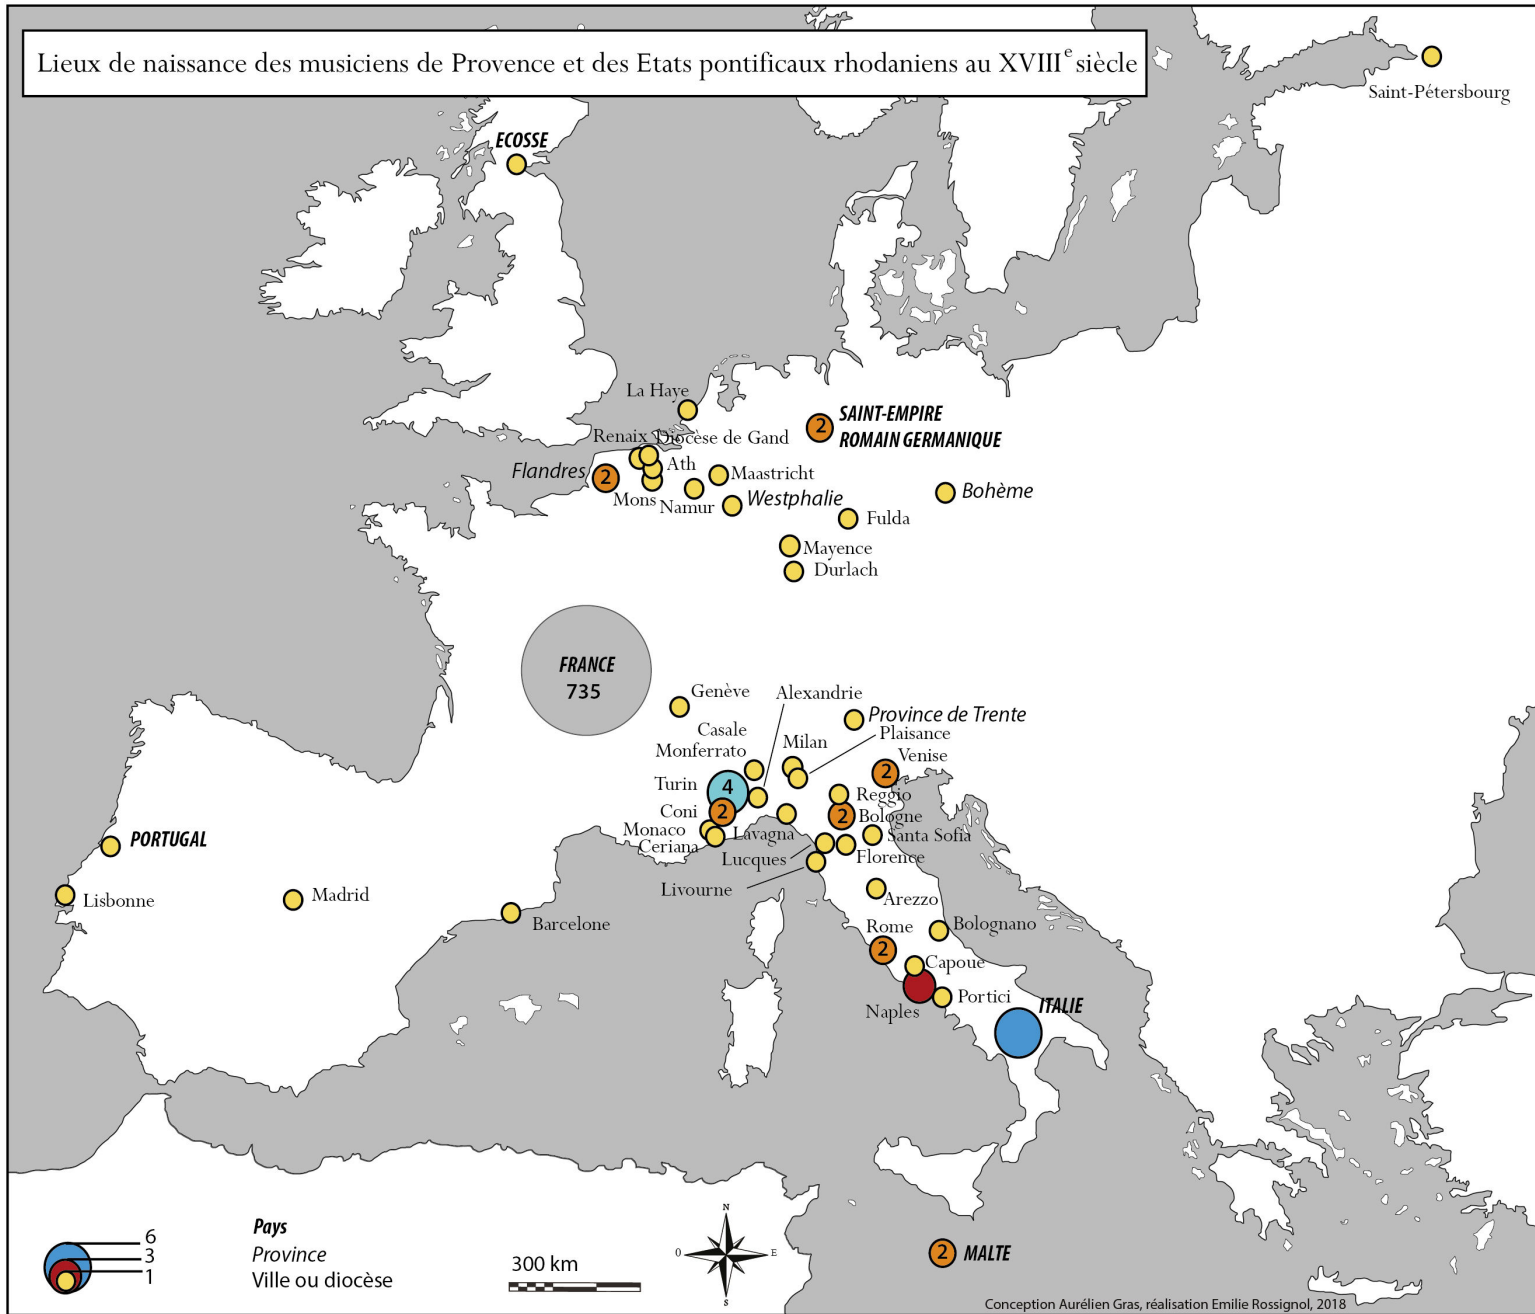 Lieux de naissance des musiciens de Provence et des Etats pontificaux rhodaniens au XVIIIe siècle
Saint-Pétersbourg
ECOSSE
La Haye
2
SAINT-EMPIRE
ROMAIN GERMANIQUE
Renaix
Diocèse de Gand
Flandres
2
Ath
Maastricht
Mons
Namur
Westphalie
Bohème
Fulda
Mayence
Durlach
FRANCE
735
Genève
Alexandrie
Province de Trente
Casale
Monferrato
Milan
Plaisance
Venise
2
Turin
4
Reggio
Coni
2
2
Bologne
Monaco
Ceriana
Lavagna
Santa Sofia
Lucques
Florence
Livourne
Arezzo
PORTUGAL
Lisbonne
Madrid
Barcelone
Rome
2
Bolognano
Capoue
Naples
Portici
ITALIE
2
MALTE
6
3
1
Pays
Province
Ville ou diocèse
300 km
N
O
E
S
Conception Aurélien Gras, réalisation Emilie Rossignol, 2018